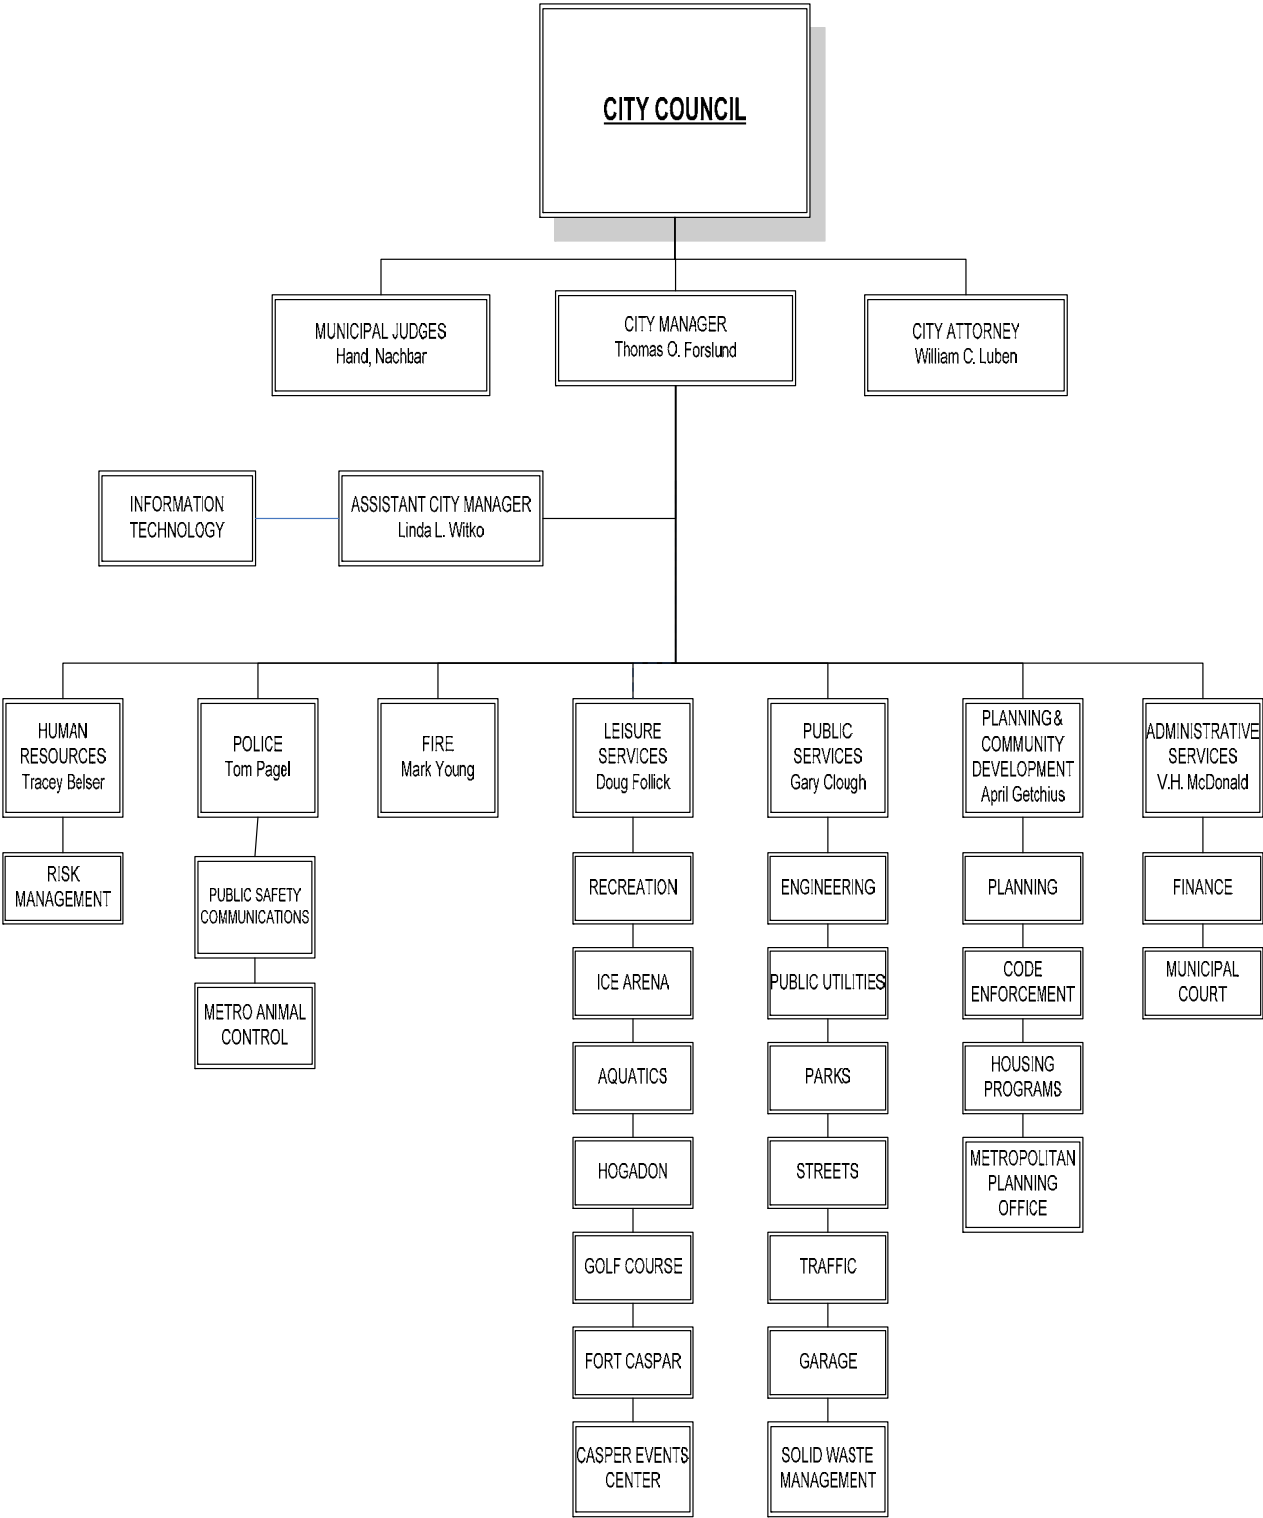 CITY COUNCIL
MUNICIPAL JUDGES
Hand, Nachbar
CITY MANAGER
Thomas O. Forslund
CITY ATTORNEY
William C. Luben
INFORMATION
TECHNOLOGY
ASSISTANT CITY MANAGER
Linda L. Witko
HUMAN
RESOURCES
Tracey Belser
POLICE
Tom Pagel
FIRE
Mark Young
LEISURE
SERVICES
Doug Follick
PUBLIC
SERVICES
Gary Clough
PLANNING &
COMMUNITY
DEVELOPMENT
April Getchius
ADMINISTRATIVE
SERVICES
V.H. McDonald
RISK
MANAGEMENT
PUBLIC SAFETY
COMMUNICATIONS
METRO ANIMAL
CONTROL
RECREATION
ICE ARENA
AQUATICS
HOGADON
GOLF COURSE
FORT CASPAR
CASPER EVENTS
CENTER
ENGINEERING
PUBLIC UTILITIES
PARKS
STREETS
TRAFFIC
GARAGE
SOLID WASTE
MANAGEMENT
PLANNING
CODE
ENFORCEMENT
HOUSING
PROGRAMS
METROPOLITAN
PLANNING
OFFICE
FINANCE
MUNICIPAL
COURT